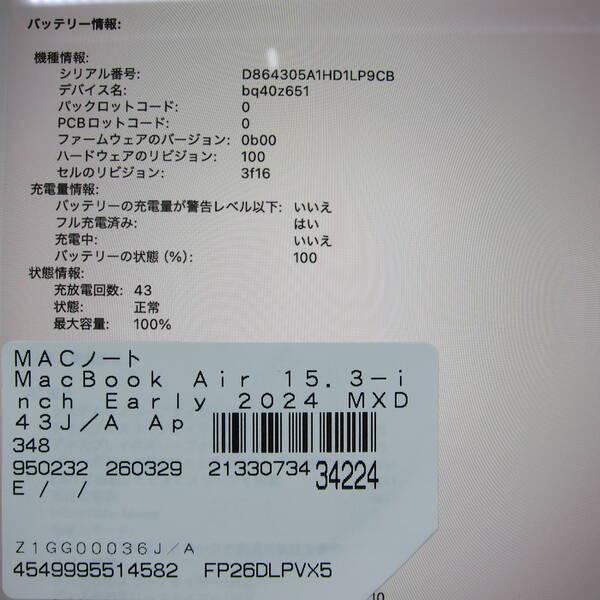 バッテリー情報:
機種情報:
シリアル番号: D864305A1HD1LP9CB
デバイス名: bq40z651
パックロットコード: 0
PCBロットコード: 0
ファームウェアのバージョン: 0b00
ハードウェアのリビジョン: 100
セルのリビジョン: 3f16
充電量情報:
バッテリーの充電量が警告レベル以下: いいえ
フル充電済み: はい
充電中: いいえ
バッテリーの状態 (%): 100
状態情報:
充放電回数: 43
状態: 正常
最大容量: 100%
MACノート
MacBook Air 15.3-i
nch Early 2024 MXD
43J/A Ap
348
950232 260329 21330734 34224
E / /
Z1GG00036J/A
4549995514582 FP26DLPVX5